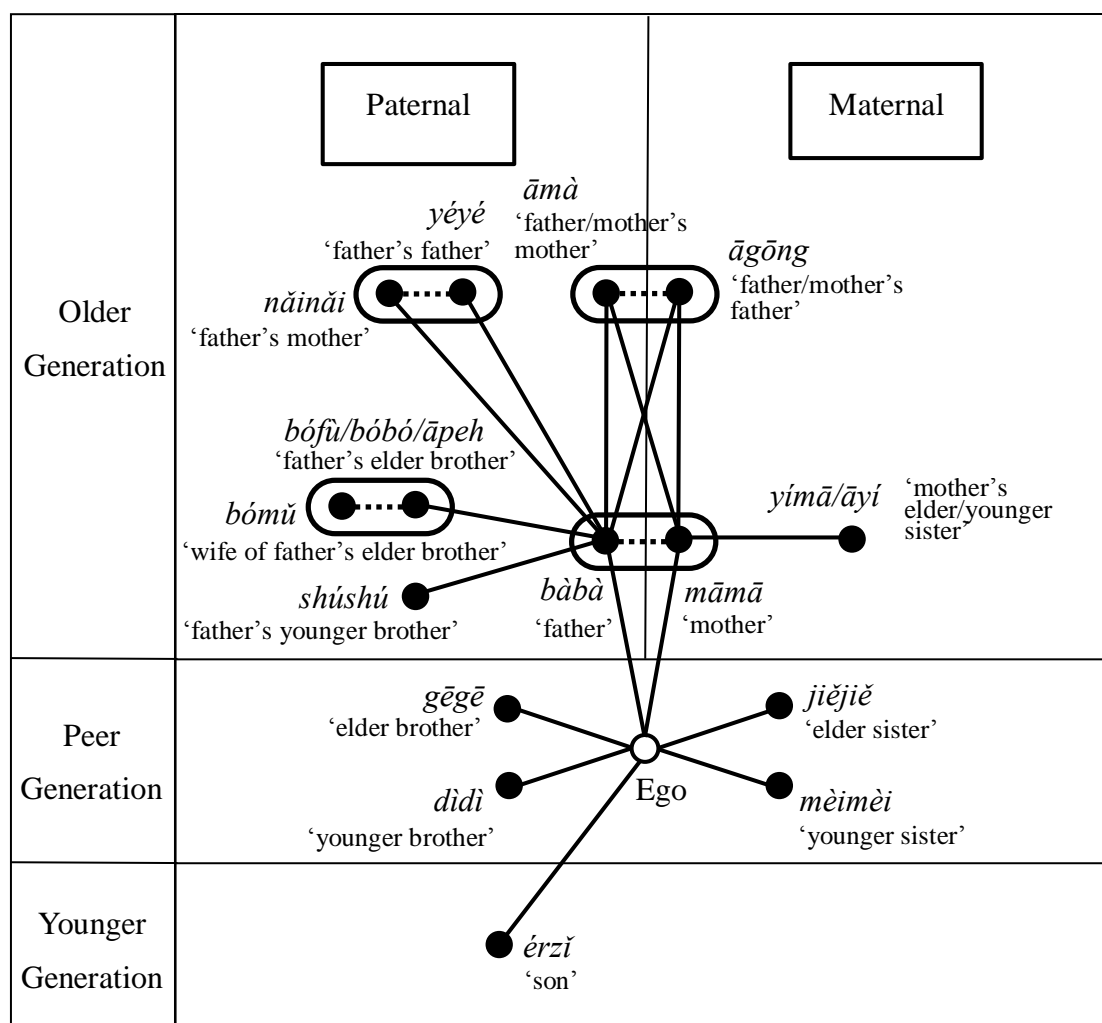 Paternal
Maternal
Older
Generation
yéyé
‘father’s father’
āmà
‘father/mother’s
mother’
āgōng
‘father/mother’s
father’
nǎinǎi
‘father’s mother’
bófù/bóbó/āpeh
‘father’s elder brother’
bómǔ
‘wife of father’s elder brother’
shúshú
‘father’s younger brother’
bàbà
‘father’
māmā
‘mother’
yímā/āyí
‘mother’s
elder/younger
sister’
Peer
Generation
gēgē
‘elder brother’
jiějiě
‘elder sister’
Ego
dìdì
‘younger brother’
mèimèi
‘younger sister’
Younger
Generation
érzǐ
‘son’